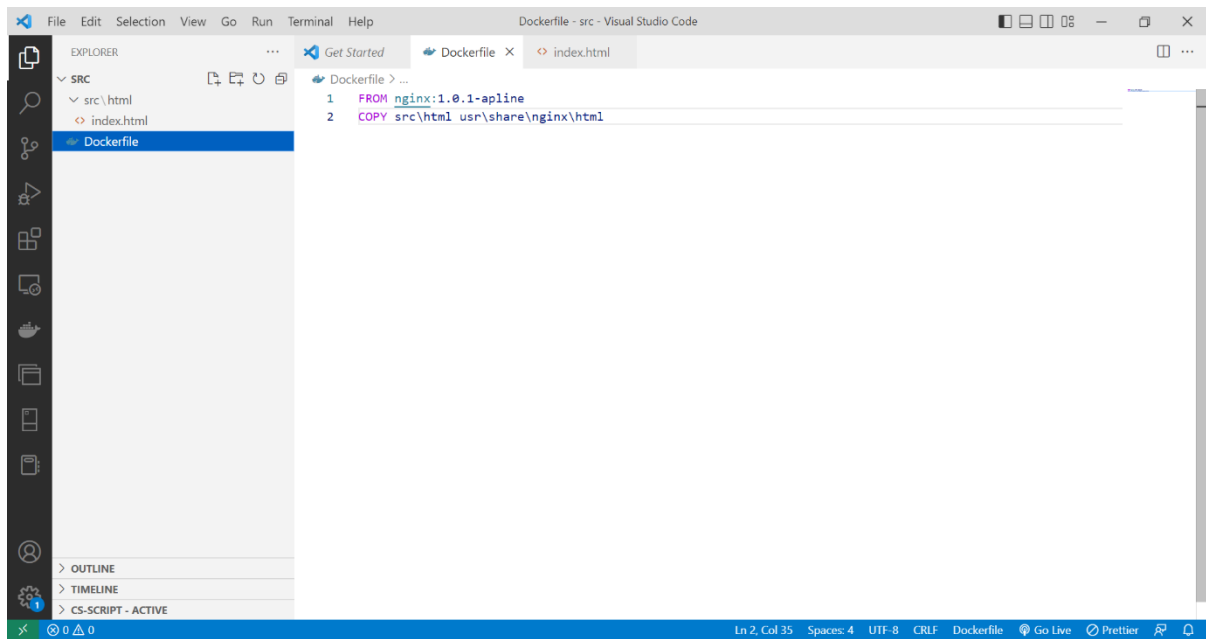 File Edit Selection View Go Run Terminal Help
Dockerfile - src - Visual Studio Code
EXPLORER
SRC
src\html
index.html
Dockerfile
OUTLINE
TIMELINE
CS-SCRIPT - ACTIVE
Get Started
Dockerfile
index.html
Dockerfile > ...
1 FROM nginx:1.0.1-apline
2 COPY src\html usr\share\nginx\html
1
0 0
Ln 2, Col 35 Spaces: 4 UTF-8 CRLF Dockerfile Go Live Prettier